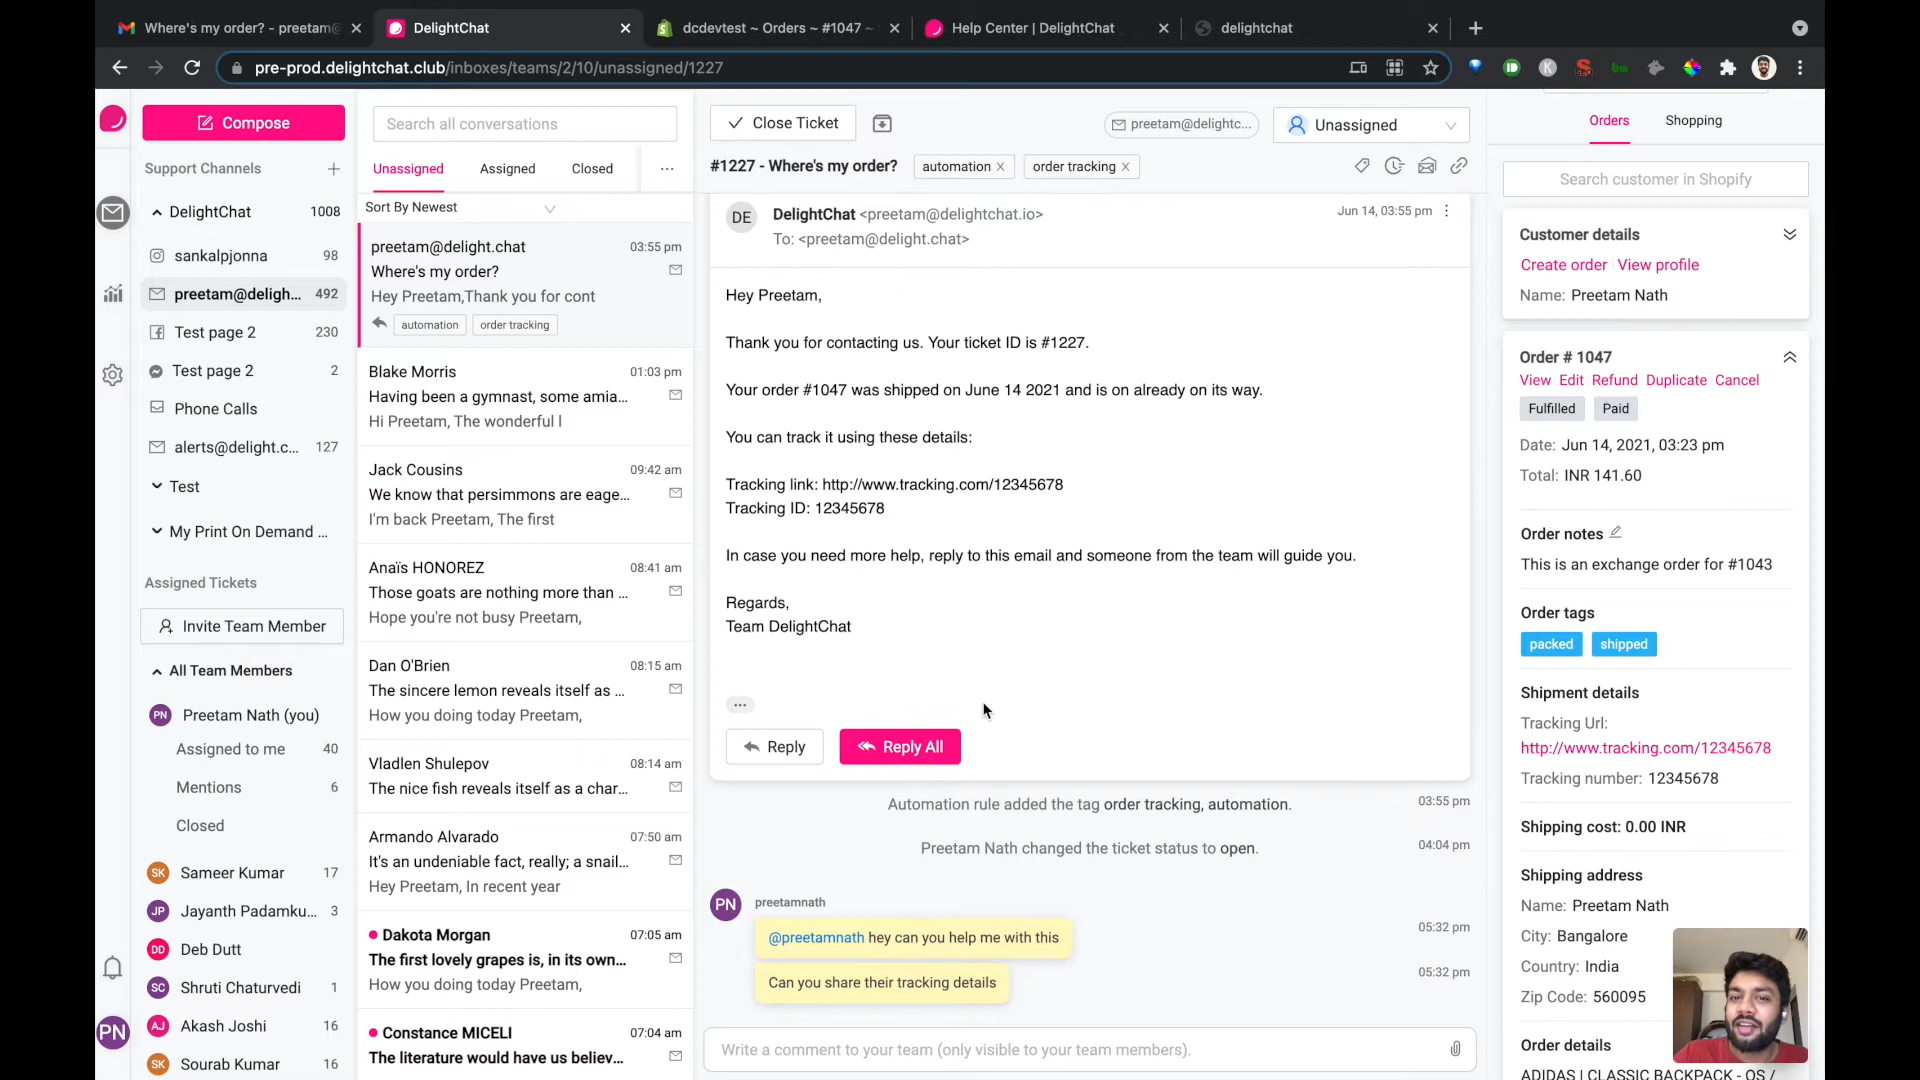 Where's my order? - preetam@
DelightChat
dcdevtest ~ Orders ~ #1047 ~
Help Center | DelightChat
delightchat
pre-prod.delightchat.club/inboxes/teams/2/10/unassigned/1227
Compose
Support Channels
DelightChat 1008
sankalpjonna 98
preetam@deligh... 492
Test page 2 230
Test page 2 2
Phone Calls
alerts@delight.c... 127
Test
My Print On Demand ...
Assigned Tickets
Invite Team Member
All Team Members
PN Preetam Nath (you)
Assigned to me 40
Mentions 6
Closed
SK Sameer Kumar 17
JP Jayanth Padamku... 3
DD Deb Dutt
SC Shruti Chaturvedi 1
AJ Akash Joshi 16
SK Sourab Kumar 16
PN
Search all conversations
Unassigned Assigned Closed ...
Sort By Newest
preetam@delight.chat 03:55 pm
Where's my order?
Hey Preetam,Thank you for cont
automation order tracking
Blake Morris 01:03 pm
Having been a gymnast, some amia...
Hi Preetam, The wonderful l
Jack Cousins 09:42 am
We know that persimmons are eage...
I'm back Preetam, The first
Anaïs HONOREZ 08:41 am
Those goats are nothing more than ...
Hope you're not busy Preetam,
Dan O'Brien 08:15 am
The sincere lemon reveals itself as ...
How you doing today Preetam,
Vladlen Shulepov 08:14 am
The nice fish reveals itself as a char...
Armando Alvarado 07:50 am
It's an undeniable fact, really; a snail...
Hey Preetam, In recent year
Dakota Morgan 07:05 am
The first lovely grapes is, in its own...
How you doing today Preetam,
Constance MICELI 07:04 am
The literature would have us believ...
Close Ticket
preetam@delightc...
Unassigned
#1227 - Where's my order? automation × order tracking ×
DE DelightChat <preetam@delightchat.io> Jun 14, 03:55 pm
To: <preetam@delight.chat>
Hey Preetam,
Thank you for contacting us. Your ticket ID is #1227.
Your order #1047 was shipped on June 14 2021 and is on already on its way.
You can track it using these details:
Tracking link: http://www.tracking.com/12345678
Tracking ID: 12345678
In case you need more help, reply to this email and someone from the team will guide you.
Regards,
Team DelightChat
...
Reply Reply All
Automation rule added the tag order tracking, automation. 03:55 pm
Preetam Nath changed the ticket status to open. 04:04 pm
PN preetamnath
@preetamnath hey can you help me with this 05:32 pm
Can you share their tracking details 05:32 pm
Write a comment to your team (only visible to your team members).
Orders Shopping
Search customer in Shopify
Customer details
Create order View profile
Name: Preetam Nath
Order # 1047
View Edit Refund Duplicate Cancel
Fulfilled Paid
Date: Jun 14, 2021, 03:23 pm
Total: INR 141.60
Order notes
This is an exchange order for #1043
Order tags
packed shipped
Shipment details
Tracking Url:
http://www.tracking.com/12345678
Tracking number: 12345678
Shipping cost: 0.00 INR
Shipping address
Name: Preetam Nath
City: Bangalore
Country: India
Zip Code: 560095
Order details
ADIDAS | CLASSIC BACKPACK - OS /